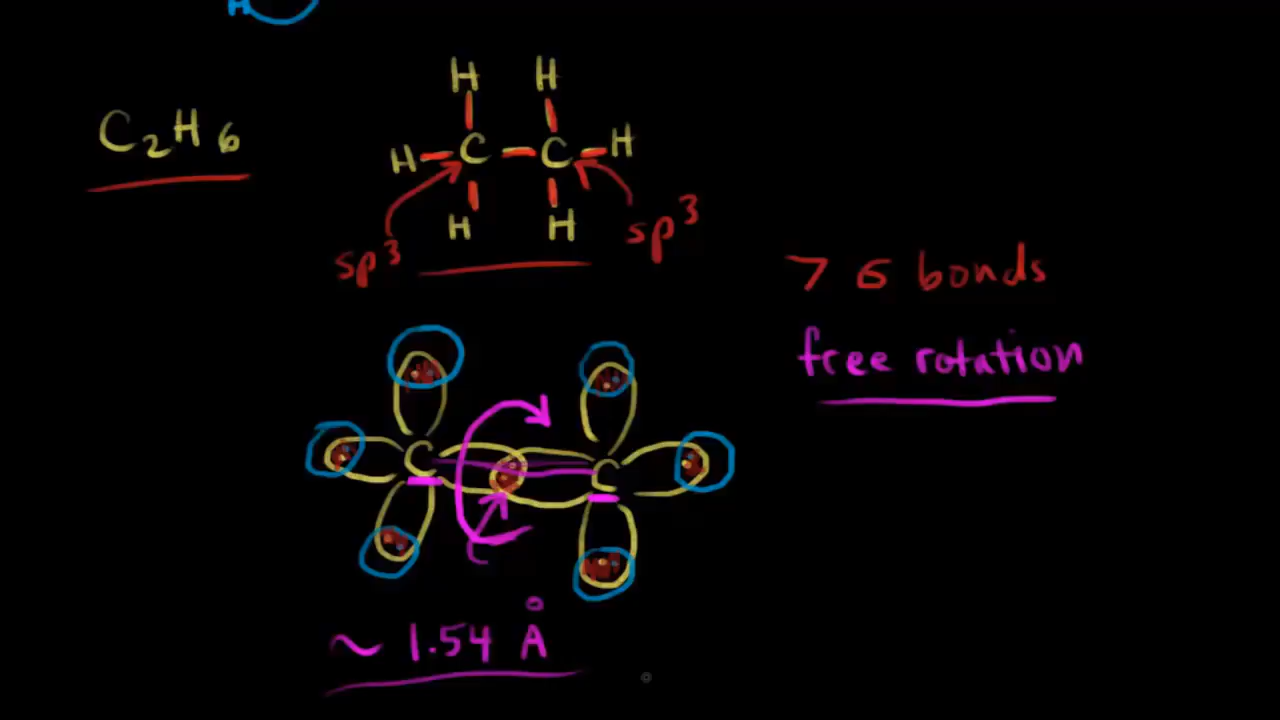 H
C₂H₆
H H
H C C H
H H
sp³ sp³
7 σ bonds
free rotation
C C
~ 1.54 Å